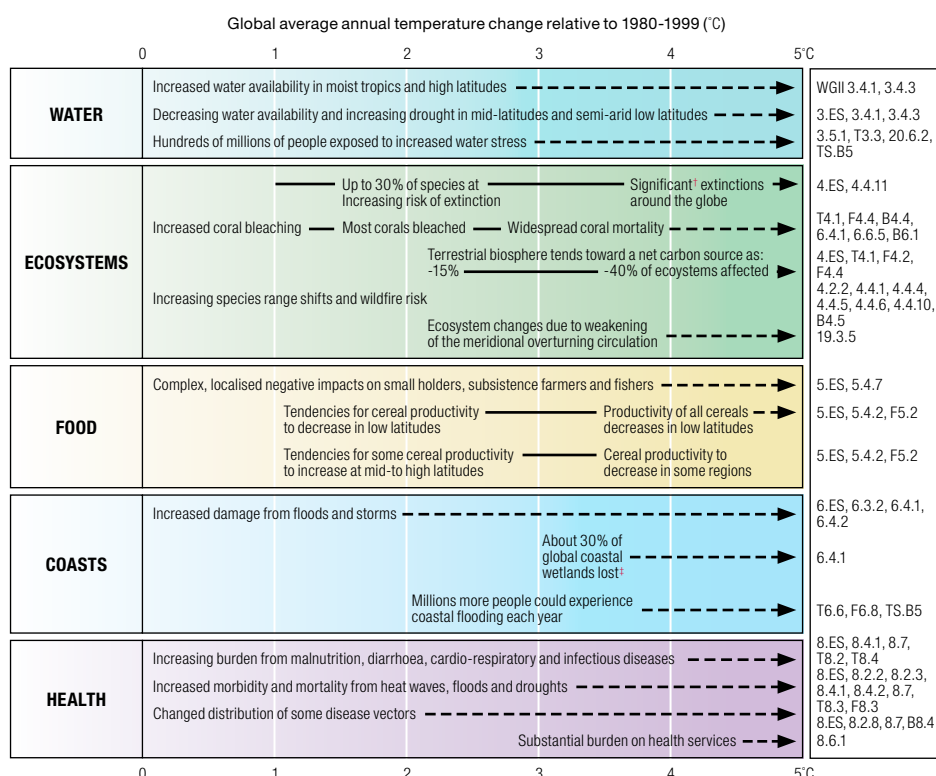 Global average annual temperature change relative to 1980-1999 (˚C)
0 1 2 3 4 5˚C
WATER
Increased water availability in moist tropics and high latitudes
WGII 3.4.1, 3.4.3
Decreasing water availability and increasing drought in mid-latitudes and semi-arid low latitudes
3.ES, 3.4.1, 3.4.3
Hundreds of millions of people exposed to increased water stress
3.5.1, T3.3, 20.6.2,
TS.B5
ECOSYSTEMS
Up to 30% of species at
Increasing risk of extinction
Significant† extinctions
around the globe
4.ES, 4.4.11
Increased coral bleaching Most corals bleached Widespread coral mortality
T4.1, F4.4, B4.4,
6.4.1, 6.6.5, B6.1
Terrestrial biosphere tends toward a net carbon source as:
-15% -40% of ecoystems affected
4.ES, T4.1, F4.2,
F4.4
Increasing species range shifts and wildfire risk
4.2.2, 4.4.1, 4.4.4,
4.4.5, 4.4.6, 4.4.10,
B4.5
Ecosystem changes due to weakening
of the meridional overturning circulation
19.3.5
FOOD
Complex, localised negative impacts on small holders, subsistence farmers and fishers
5.ES, 5.4.7
Tendencies for cereal productivity
to decrease in low latitudes
Productivity of all cereals
decreases in low latitudes
5.ES, 5.4.2, F5.2
Tendencies for some cereal productivity
to increase at mid-to high latitudes
Cereal productivity to
decrease in some regions
5.ES, 5.4.2, F5.2
COASTS
Increased damage from floods and storms
6.ES, 6.3.2, 6.4.1,
6.4.2
About 30% of
global coastal
wetlands lost‡
6.4.1
Millions more people could experience
coastal flooding each year
T6.6, F6.8, TS.B5
HEALTH
Increasing burden from malnutrition, diarrhoea, cardio-respiratory and infectious diseases
8.ES, 8.4.1, 8.7,
T8.2, T8.4
Increased morbidity and mortality from heat waves, floods and droughts
8.ES, 8.2.2, 8.2.3,
8.4.1, 8.4.2, 8.7,
T8.3, F8.3
Changed distribution of some disease vectors
8.ES, 8.2.8, 8.7, B8.4
Substantial burden on health services
8.6.1
0 1 2 3 4 5˚C